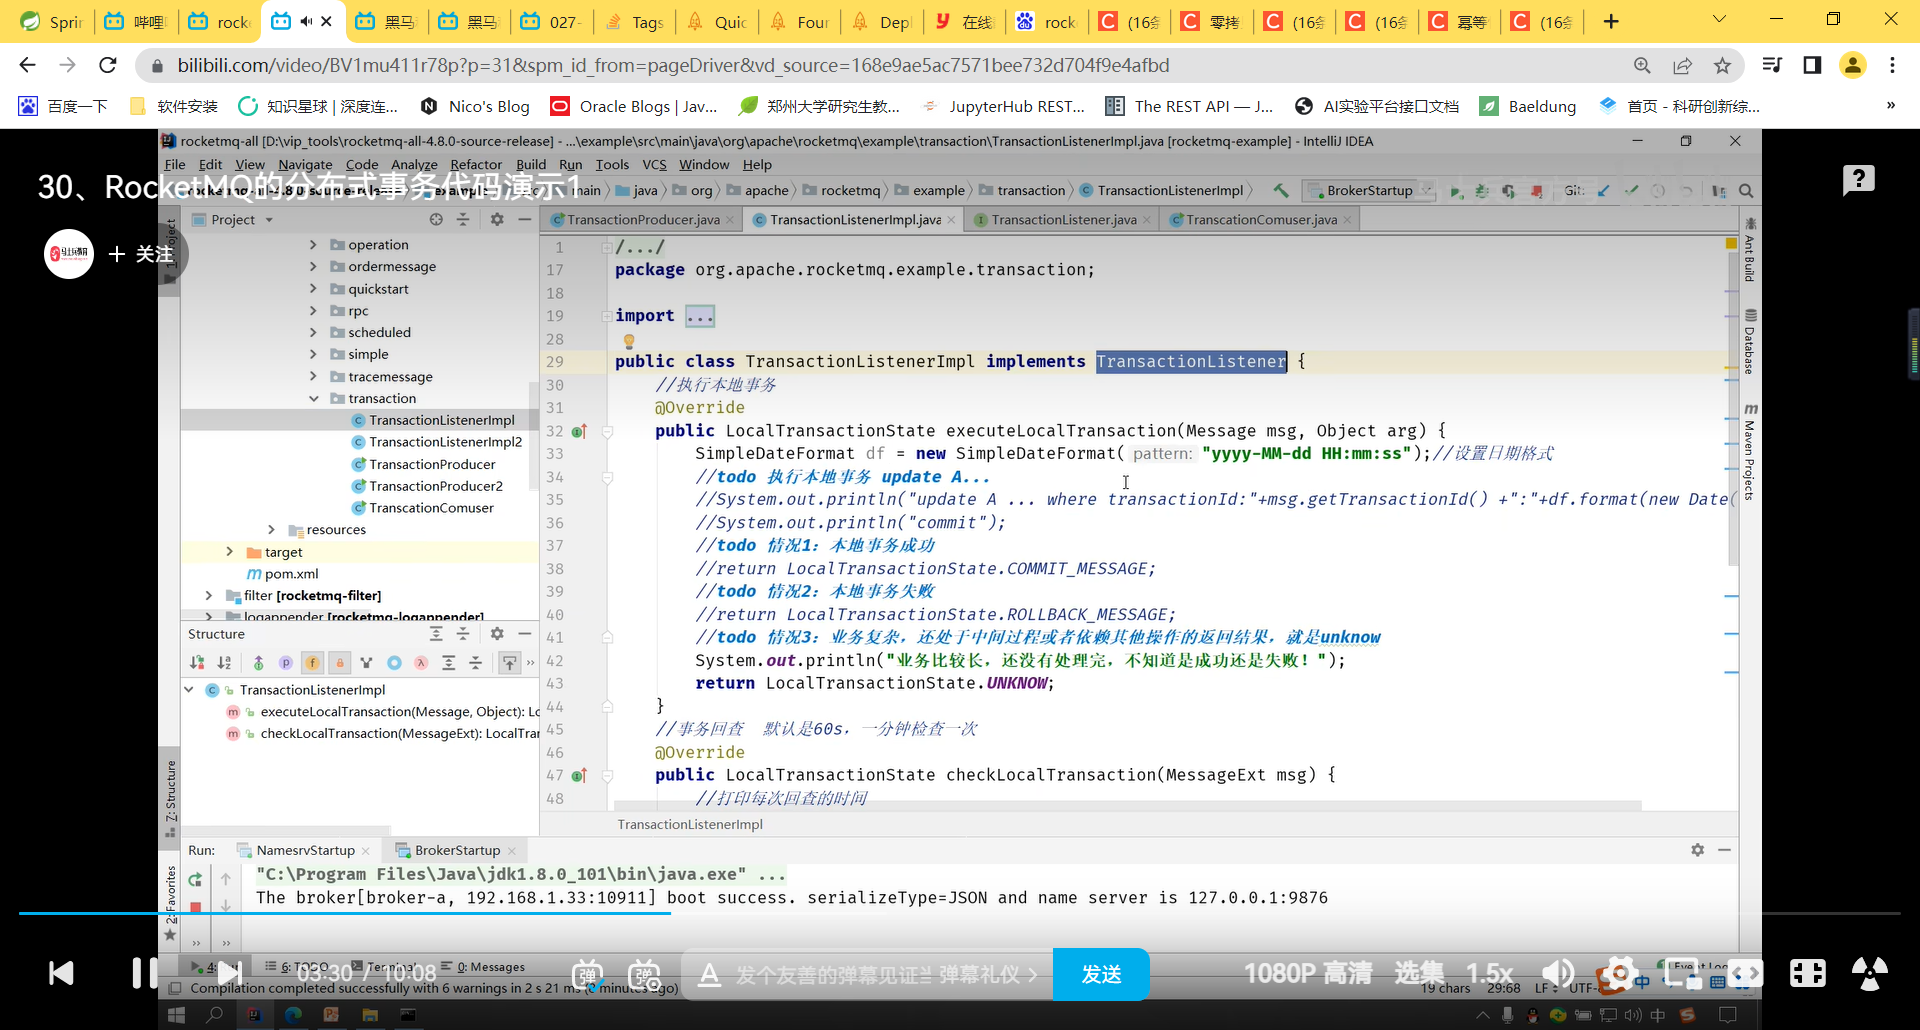 Sprin
哔哩
rock
黑马
黑马
027-
Tags
Quic
Four
Depl
在线
rock
(16条
零拷
(16条
(16条
幂等
(16条
bilibili.com/video/BV1mu411r78p?p=31&spm_id_from=pageDriver&vd_source=168e9ae5ac7571bee732d704f9e4afbd
百度一下
软件安装
知识星球 | 深度连...
Nico's Blog
Oracle Blogs | Jav...
郑州大学研究生教...
JupyterHub REST...
The REST API — J...
AI实验平台接口文档
Baeldung
首页 - 科研创新综...
»
rocketmq-all [D:\vip_tools\rocketmq-all-4.8.0-source-release] - ...\example\src\main\java\org\apache\rocketmq\example\transaction\TransactionListenerImpl.java [rocketmq-example] - IntelliJ IDEA
File Edit View Navigate Code Analyze Refactor Build Run Tools VCS Window Help
30、RocketMQ的分布式事务代码演示1
main java org apache rocketmq example transaction TransactionListenerImpl BrokerStartup Git:
+ 关注
Project
TransactionProducer.java
TransactionListenerImpl.java
TransactionListener.java
TranscationComuser.java
operation
ordermessage
quickstart
rpc
scheduled
simple
tracemessage
transaction
TransactionListenerImpl
TransactionListenerImpl2
TransactionProducer
TransactionProducer2
TranscationComuser
resources
target
pom.xml
filter [rocketmq-filter]
logappender [rocketmq-logappender]
Structure
TransactionListenerImpl
executeLocalTransaction(Message, Object): Lo
checkLocalTransaction(MessageExt): LocalTran
1 /.../
17 package org.apache.rocketmq.example.transaction;
18
19 import ...
28
29 public class TransactionListenerImpl implements TransactionListener {
30 //执行本地事务
31 @Override
32 public LocalTransactionState executeLocalTransaction(Message msg, Object arg) {
33 SimpleDateFormat df = new SimpleDateFormat( pattern: "yyyy-MM-dd HH:mm:ss");//设置日期格式
34 //todo 执行本地事务 update A...
35 //System.out.println("update A ... where transactionId:"+msg.getTransactionId() +":"+df.format(new Date(
36 //System.out.println("commit");
37 //todo 情况1：本地事务成功
38 //return LocalTransactionState.COMMIT_MESSAGE;
39 //todo 情况2：本地事务失败
40 //return LocalTransactionState.ROLLBACK_MESSAGE;
41 //todo 情况3：业务复杂，还处于中间过程或者依赖其他操作的返回结果，就是unknow
42 System.out.println("业务比较长，还没有处理完，不知道是成功还是失败！");
43 return LocalTransactionState.UNKNOW;
44 }
45 //事务回查 默认是60s，一分钟检查一次
46 @Override
47 public LocalTransactionState checkLocalTransaction(MessageExt msg) {
48 //打印每次回查的时间
TransactionListenerImpl
Ant Build
Database
Maven Projects
Z: Structure
2: Favorites
Run:
NamesrvStartup
BrokerStartup
"C:\Program Files\Java\jdk1.8.0_101\bin\java.exe" ...
The broker[broker-a, 192.168.1.33:10911] boot success. serializeType=JSON and name server is 127.0.0.1:9876
6: TODO
Terminal
0: Messages
03:30 / 10:08
弹
弹
发个友善的弹幕见证当
弹幕礼仪 >
发送
1080P 高清
选集
1.5x
Compilation completed successfully with 6 warnings in 2 s 21 ms
19 chars 29:68 LF UTF-
中
中